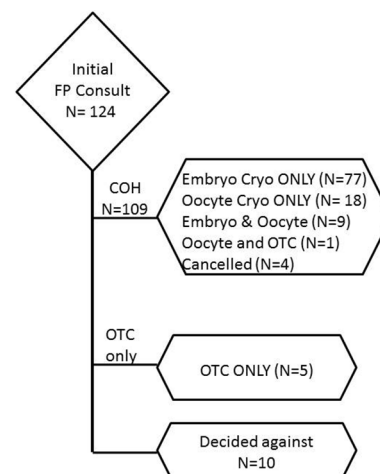 Initial
FP Consult
N= 124
COH
N=109
Embryo Cryo ONLY (N=77)
Oocyte Cryo ONLY (N= 18)
Embryo & Oocyte (N=9)
Oocyte and OTC (N=1)
Cancelled (N=4)
OTC
only
OTC ONLY (N=5)
Decided against
N=10